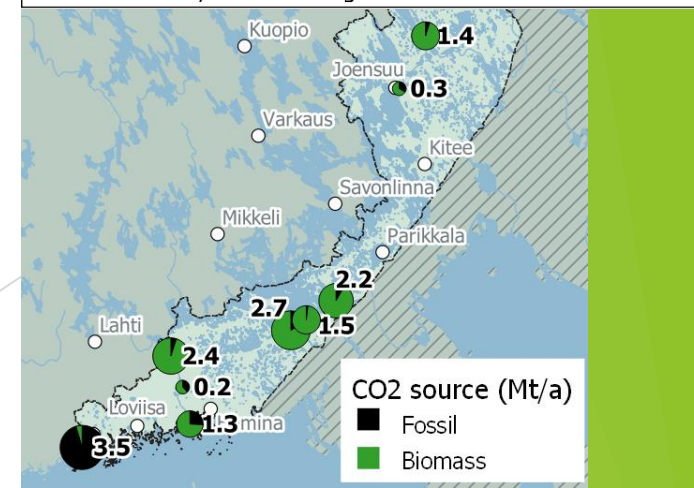 Kuopio
1.4
Joensuu
0.3
Varkaus
Kitee
Savonlinna
Mikkeli
Parikkala
2.2
2.7
1.5
Lahti
2.4
0.2
Loviisa
1.3 mina
3.5
CO2 source (Mt/a)
Fossil
Biomass